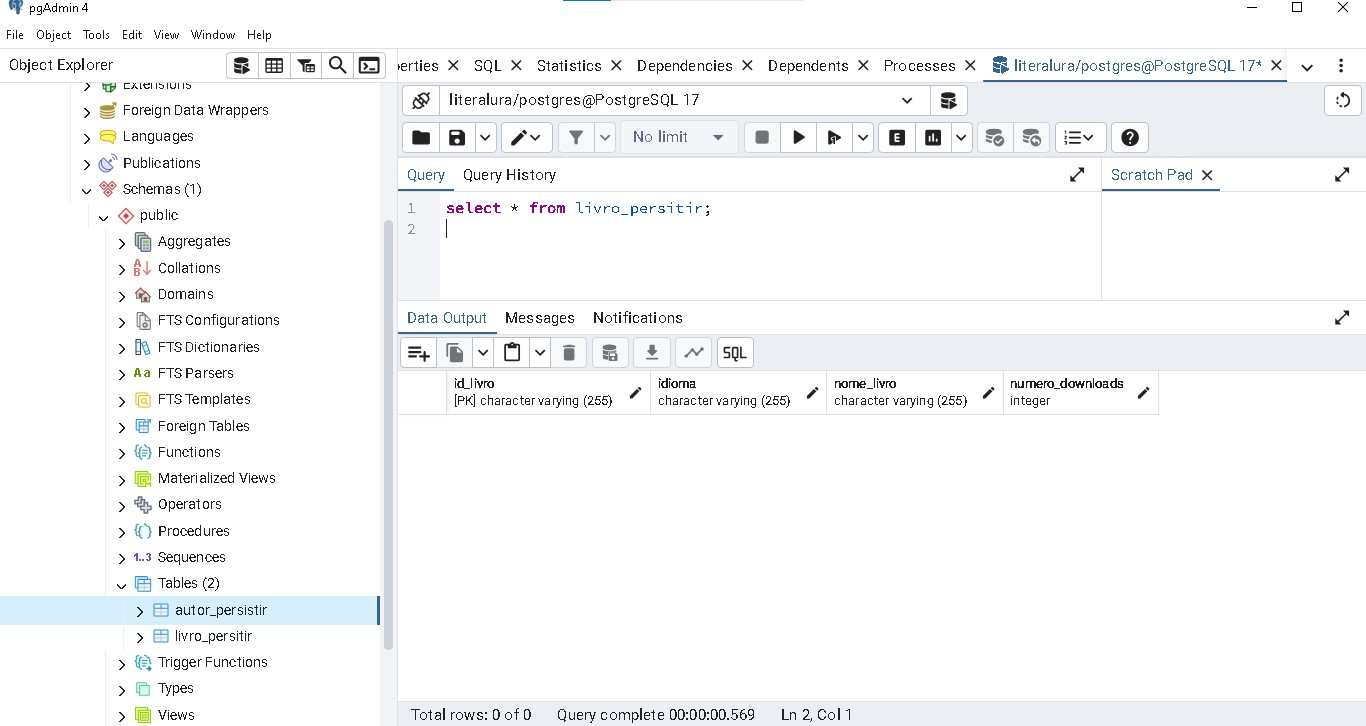 pgAdmin 4
File Object Tools Edit View Window Help
Object Explorer
erties SQL Statistics Dependencies Dependents Processes literalura/postgres@PostgreSQL 17*
Extensions
Foreign Data Wrappers
Languages
Publications
Schemas (1)
public
Aggregates
Collations
Domains
FTS Configurations
FTS Dictionaries
Aa FTS Parsers
FTS Templates
Foreign Tables
Functions
Materialized Views
Operators
Procedures
1..3 Sequences
Tables (2)
autor_persistir
livro_persitir
Trigger Functions
Types
Views
literalura/postgres@PostgreSQL 17
No limit
E
Query Query History
Scratch Pad
1 select * from livro_persitir;
2
Data Output Messages Notifications
SQL
id_livro
[PK] character varying (255)
idioma
character varying (255)
nome_livro
character varying (255)
numero_downloads
integer
Total rows: 0 of 0 Query complete 00:00:00.569 Ln 2, Col 1